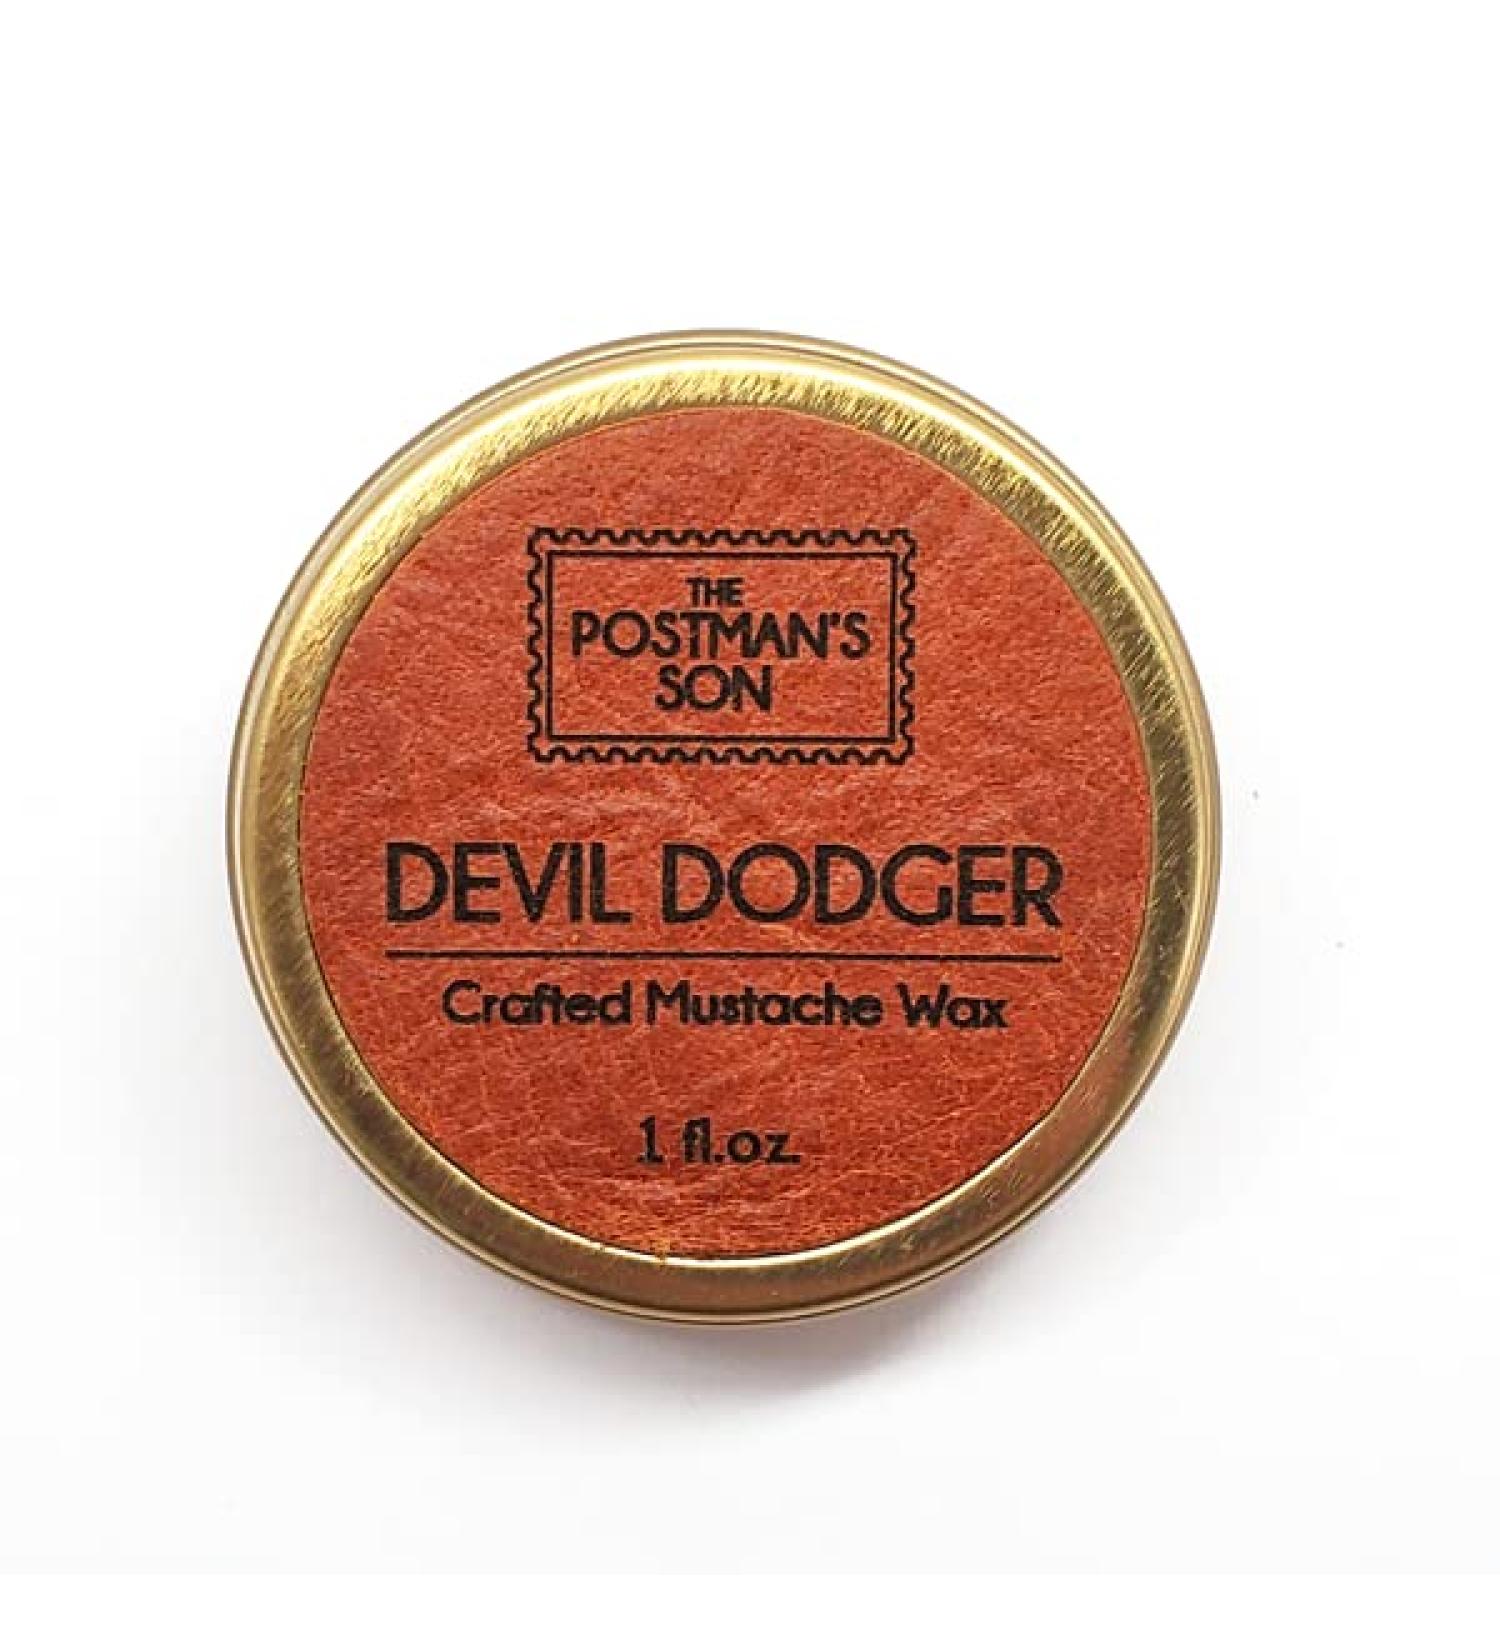 THE
POSTMAN'S
SON
DEVIL DODGER
Crafted Mustache Wax
1 fl.oz.